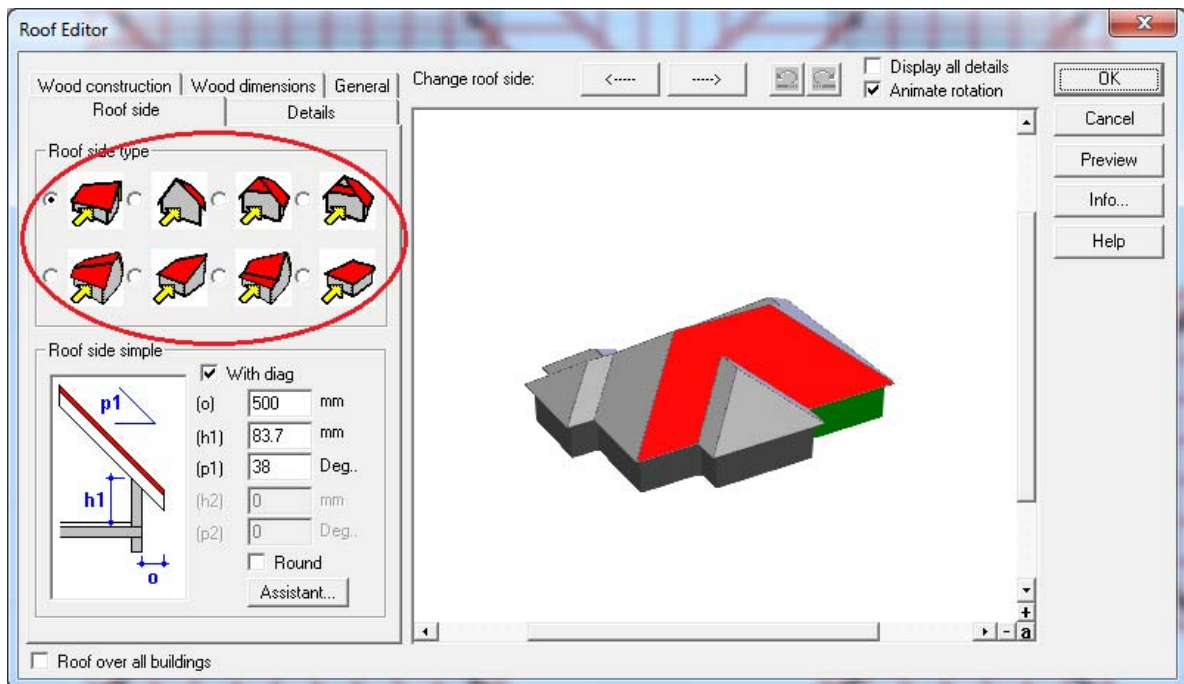 Roof Editor
X
Wood construction
Wood dimensions
General
Roof side
Details
Change roof side:
<-----
----->
Display all details
Animate rotation
OK
Cancel
Preview
Info...
Help
Roof side type
Roof side simple
p1
h1
o
With diag
(o) 500 mm
(h1) 83.7 mm
(p1) 38 Deg..
(h2) 0 mm
(p2) 0 Deg..
Round
Assistant...
+
- a
Roof over all buildings